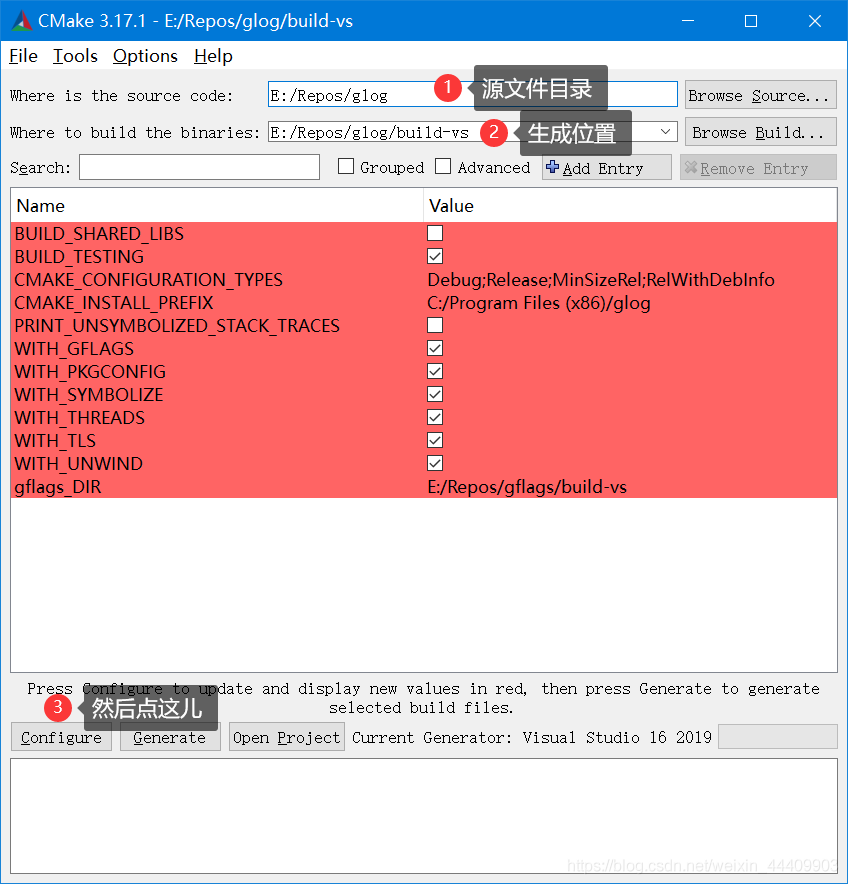 CMake 3.17.1 - E:/Repos/glog/build-vs
File Tools Options Help
Where is the source code: E:/Repos/glog 1 源文件目录 Browse Source...
Where to build the binaries: E:/Repos/glog/build-vs 2 生成位置 Browse Build...
Search: Grouped Advanced Add Entry Remove Entry
Name Value
BUILD_SHARED_LIBS
BUILD_TESTING
CMAKE_CONFIGURATION_TYPES Debug;Release;MinSizeRel;RelWithDebInfo
CMAKE_INSTALL_PREFIX C:/Program Files (x86)/glog
PRINT_UNSYMBOLIZED_STACK_TRACES
WITH_GFLAGS
WITH_PKGCONFIG
WITH_SYMBOLIZE
WITH_THREADS
WITH_TLS
WITH_UNWIND
gflags_DIR E:/Repos/gflags/build-vs
Press Configure to update and display new values in red, then press Generate to generate
selected build files.
3 然后点这儿
Configure Generate Open Project Current Generator: Visual Studio 16 2019
https://blog.csdn.net/weixin_44409903